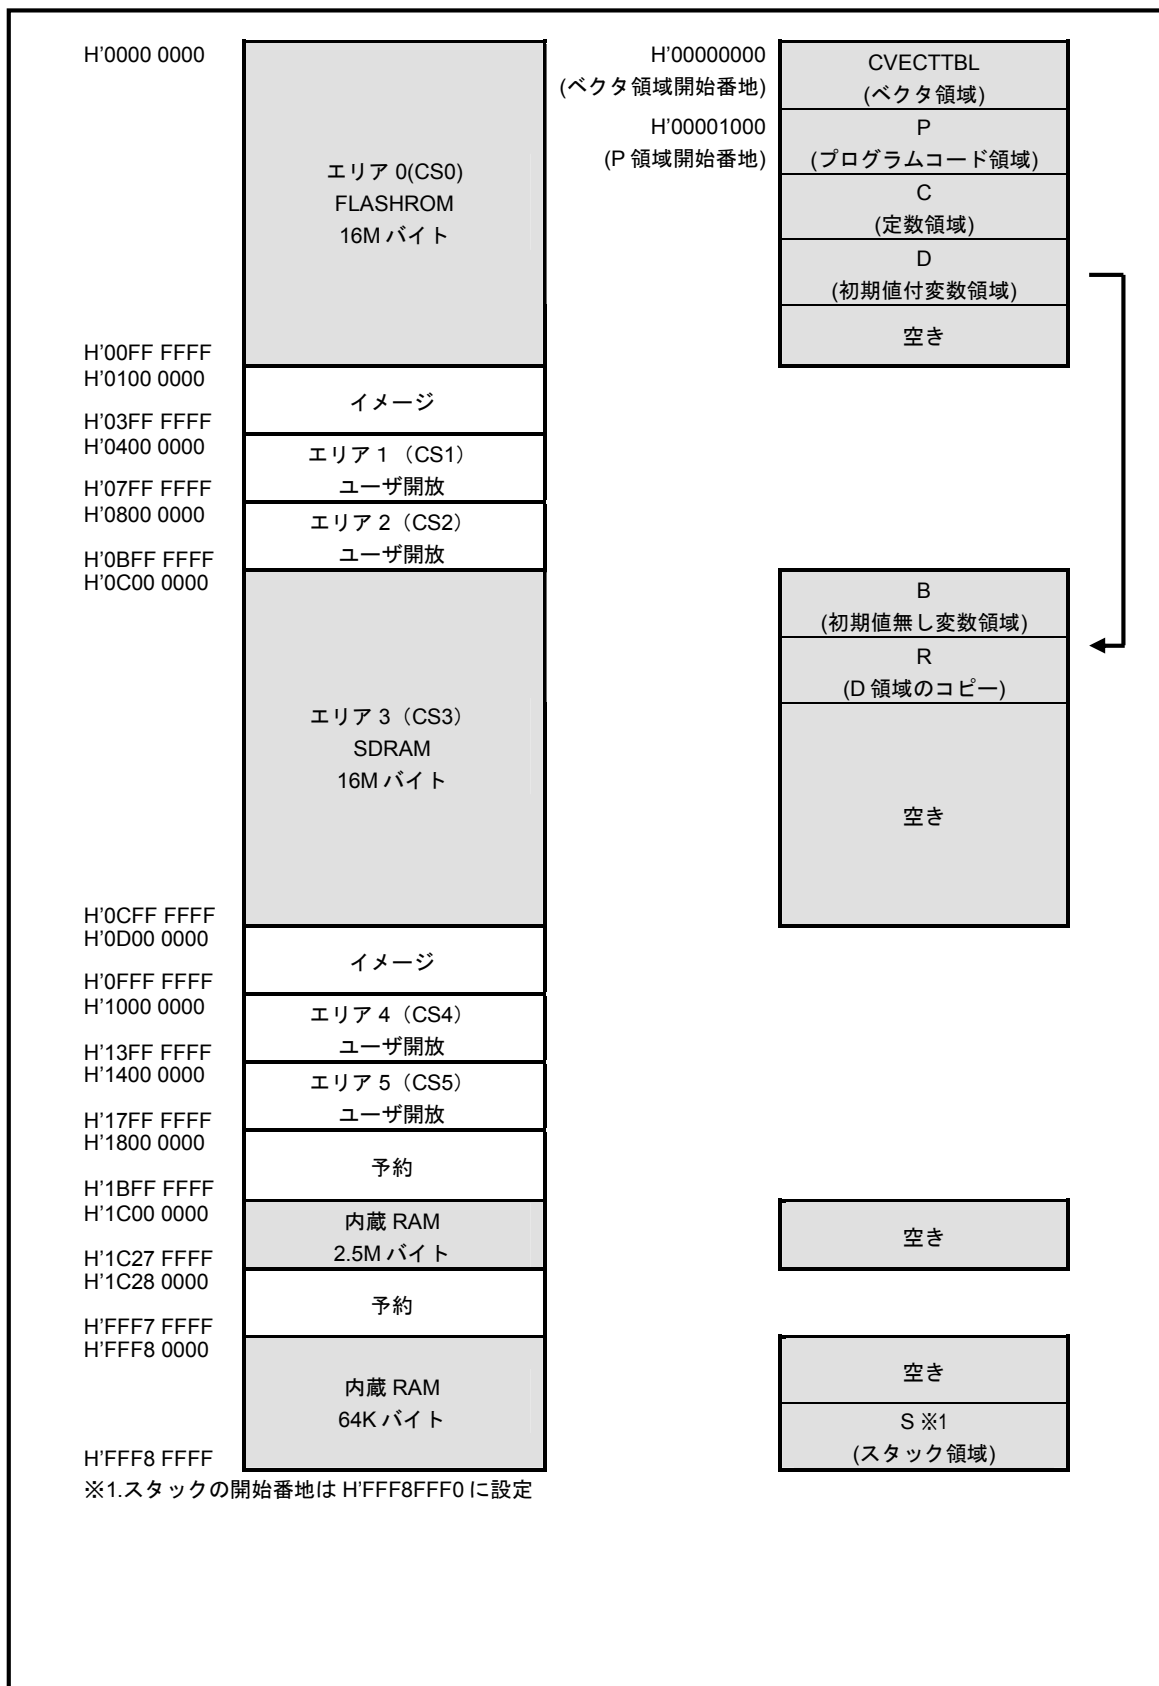 H'0000 0000
エリア 0(CS0)
FLASHROM
16M バイト
H'00FF FFFF
H'0100 0000
イメージ
H'03FF FFFF
H'0400 0000
エリア 1 (CS1)
ユーザ開放
H'07FF FFFF
H'0800 0000
エリア 2 (CS2)
ユーザ開放
H'0BFF FFFF
H'0C00 0000
エリア 3 (CS3)
SDRAM
16M バイト
H'0CFF FFFF
H'0D00 0000
イメージ
H'0FFF FFFF
H'1000 0000
エリア 4 (CS4)
ユーザ開放
H'13FF FFFF
H'1400 0000
エリア 5 (CS5)
ユーザ開放
H'17FF FFFF
H'1800 0000
予約
H'1BFF FFFF
H'1C00 0000
内蔵 RAM
2.5M バイト
H'1C27 FFFF
H'1C28 0000
予約
H'FFF7 FFFF
H'FFF8 0000
内蔵 RAM
64K バイト
H'FFF8 FFFF
※1.スタックの開始番地は H'FFF8FFF0 に設定
H'00000000
(ベクタ領域開始番地)
CVECTTBL
(ベクタ領域)
H'00001000
(P 領域開始番地)
P
(プログラムコード領域)
C
(定数領域)
D
(初期値付変数領域)
空き
B
(初期値無し変数領域)
R
(D 領域のコピー)
空き
空き
空き
S ※1
(スタック領域)